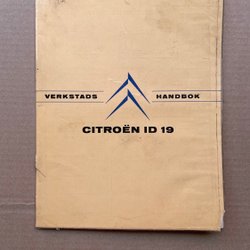 VERKSTADS HANDBOK
CITROËN ID 19